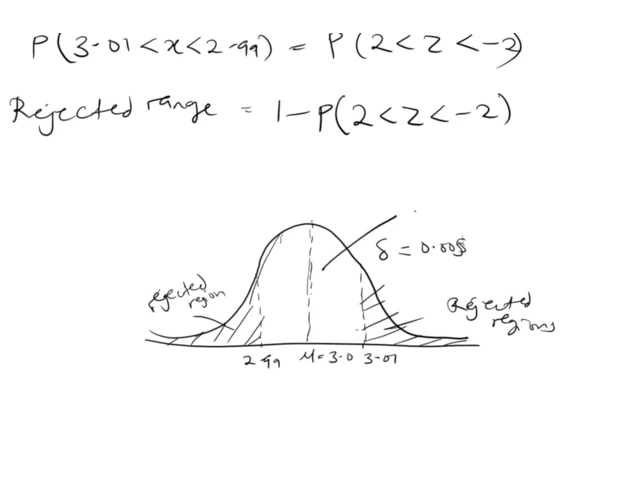 P(3.01 < x < 2.99) = P(2 < z < -2)
Rejected range = 1 - P(2 < z < -2)
δ = 0.005
rejected region
Rejected regions
2.99 M = 3.0 3.01